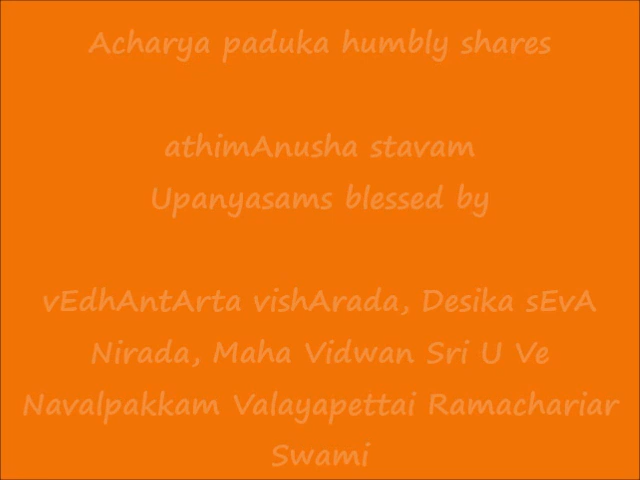 Acharya paduka humbly shares
athimAnusha stavam
Upanyasams blessed by
vEdhAntArta vishArada, Desika sEvA
Nirada, Maha Vidwan Sri U Ve
Navalpakkam Valayapettai Ramachariar
Swami